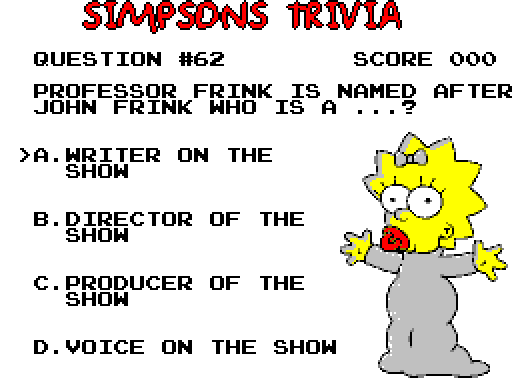 SIMPSONS TRIVIA
QUESTION #62 SCORE 000
PROFESSOR FRINK IS NAMED AFTER
JOHN FRINK WHO IS A ...?
>A.WRITER ON THE
SHOW
B.DIRECTOR OF THE
SHOW
C.PRODUCER OF THE
SHOW
D.VOICE ON THE SHOW